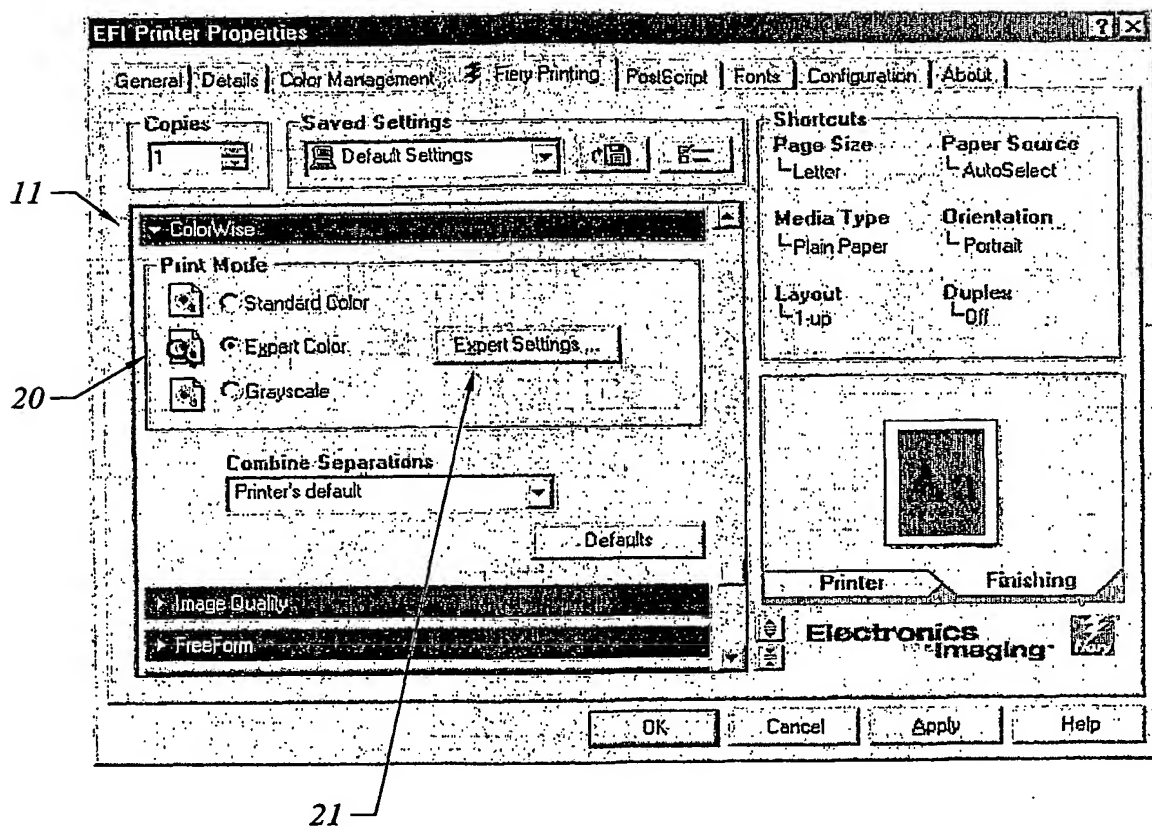 EFI Printer Properties
General Details Color Management Fiery Printing PostScript Fonts Configuration About
Copies
1
Saved Settings
Default Settings
Shortcuts
Page Size
Letter
Paper Source
AutoSelect
Media Type
Plain Paper
Orientation
Portrait
Layout
1-up
Duplex
Off
11
ColorWise
Print Mode
Standard Color
Expert Color
Expert Settings ...
Grayscale
20
Combine Separations
Printer's default
Defaults
Image Quality
FreeForm
Printer
Finishing
Electronics
Imaging
OK
Cancel
Apply
Help
21